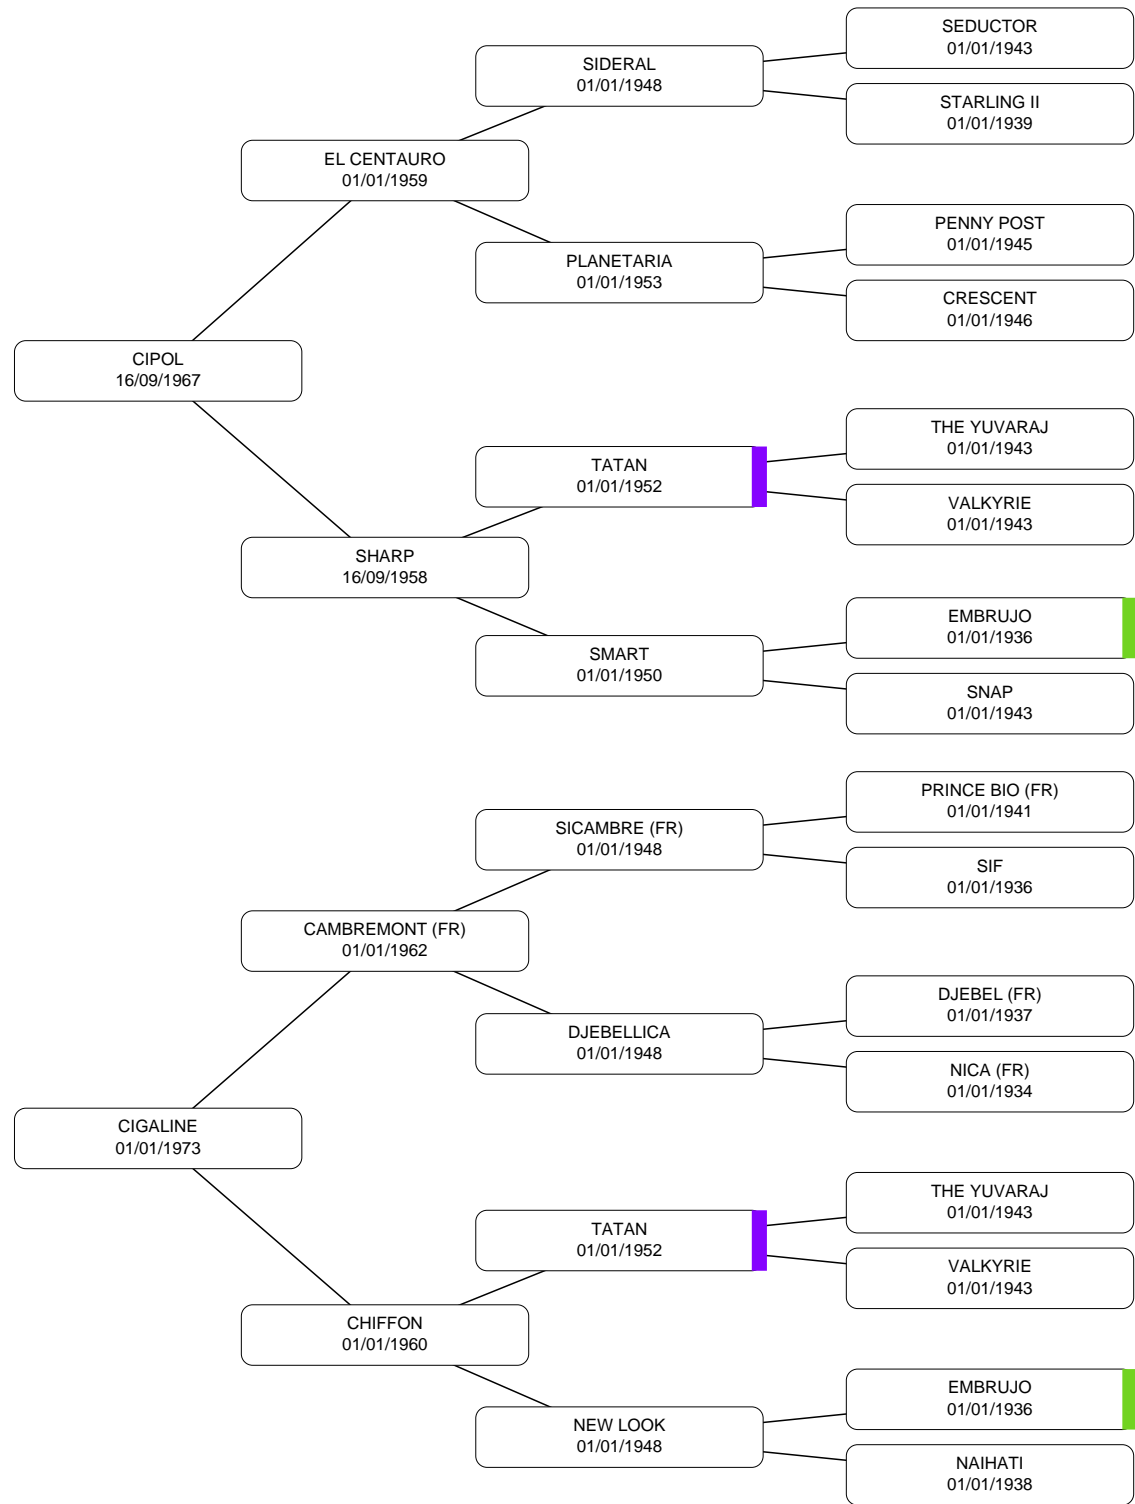 SEDUCTOR
01/01/1943
SIDERAL
01/01/1948
STARLING II
01/01/1939
EL CENTAURO
01/01/1959
PENNY POST
01/01/1945
PLANETARIA
01/01/1953
CRESCENT
01/01/1946
CIPOL
16/09/1967
THE YUVARAJ
01/01/1943
TATAN
01/01/1952
VALKYRIE
01/01/1943
SHARP
16/09/1958
EMBRUJO
01/01/1936
SMART
01/01/1950
SNAP
01/01/1943
PRINCE BIO (FR)
01/01/1941
SICAMBRE (FR)
01/01/1948
SIF
01/01/1936
CAMBREMONT (FR)
01/01/1962
DJEBEL (FR)
01/01/1937
DJEBELLICA
01/01/1948
NICA (FR)
01/01/1934
CIGALINE
01/01/1973
THE YUVARAJ
01/01/1943
TATAN
01/01/1952
VALKYRIE
01/01/1943
CHIFFON
01/01/1960
EMBRUJO
01/01/1936
NEW LOOK
01/01/1948
NAIHATI
01/01/1938